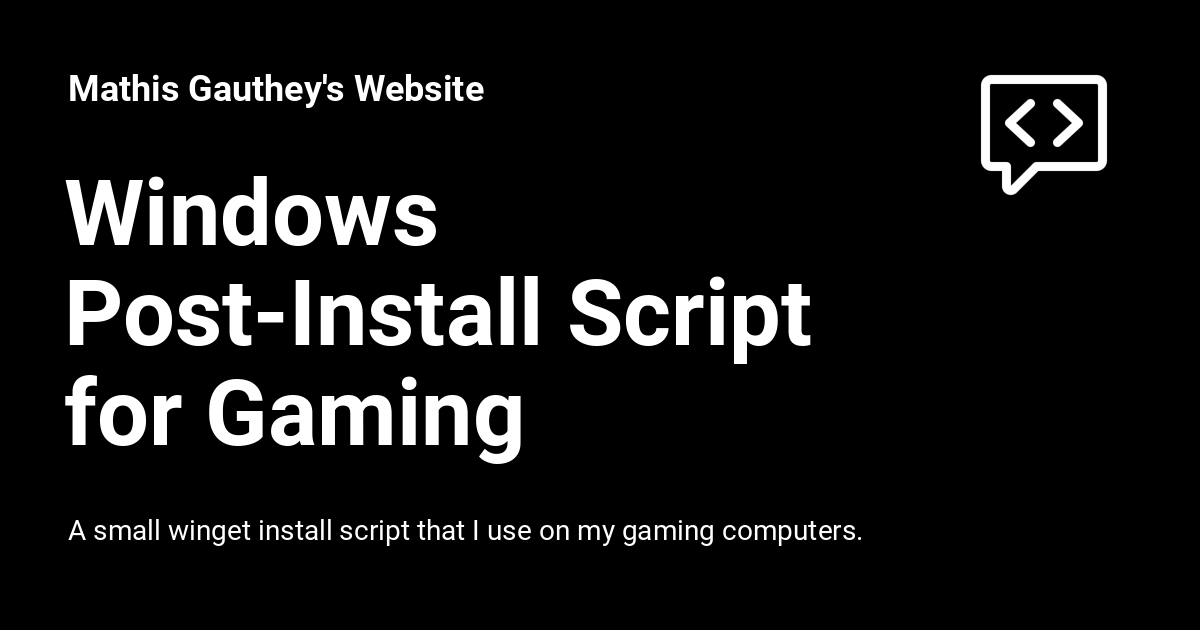 Mathis Gauthey's Website
Windows
Post-Install Script
for Gaming
A small winget install script that I use on my gaming computers.